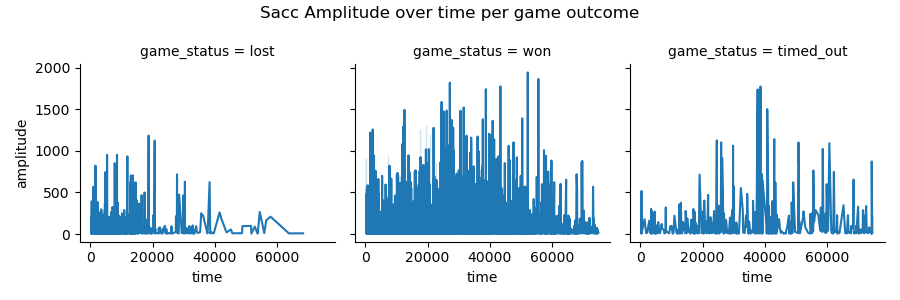 Sacc Amplitude over time per game outcome
game_status = lost
game_status = won
game_status = timed_out
2000
1500
1000
500
0
amplitude
0 20000 40000 60000
0 20000 40000 60000
0 20000 40000 60000
time
time
time